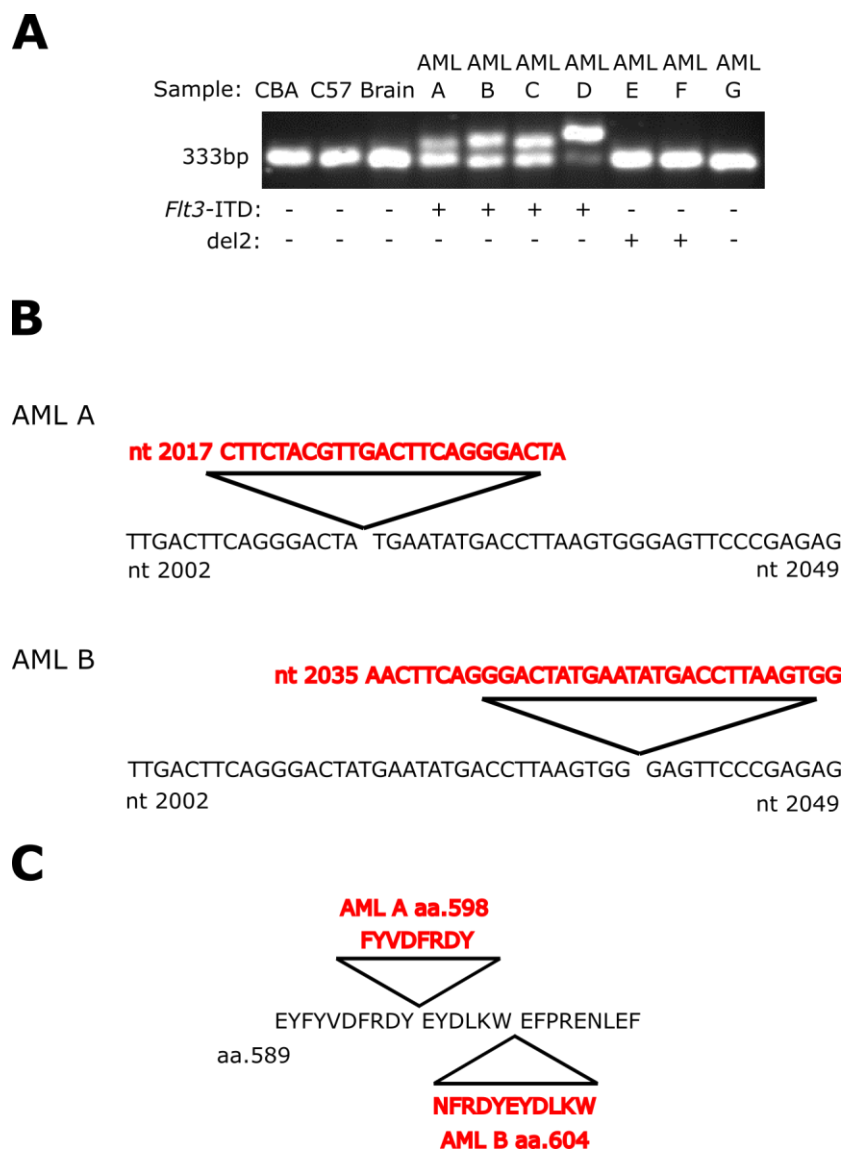 A
AML AML AML AML AML AML AML
Sample: CBA C57 Brain A B C D E F G
333bp
Flt3-ITD: - - - + + + + - - -
del2: - - - - - - - + + -
B
AML A
nt 2017 CTTCTACGTTGACTTCAGGGACTA
TTGACTTCAGGGACTA TGAATATGACCTTAAGTGGGAGTTCCCGAGAG
nt 2002 nt 2049
AML B
nt 2035 AACTTCAGGGACTATGAATATGACCTTAAGTGG
TTGACTTCAGGGACTATGAATATGACCTTAAGTGG GAGTTCCCGAGAG
nt 2002 nt 2049
C
AML A aa.598
FYVDFRDY
EYFYVDFRDY EYDLKW EFPRENLEF
aa.589
NFRDYEYDLKW
AML B aa.604